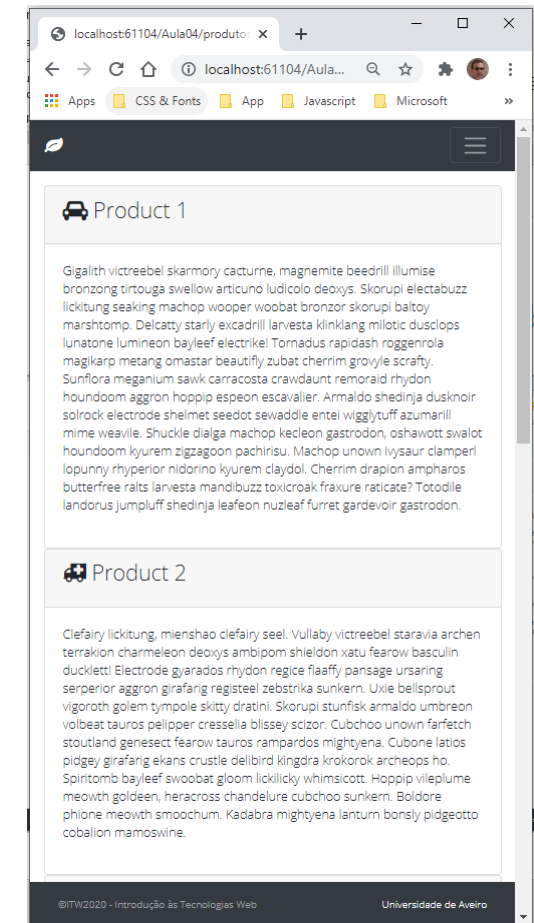 localhost:61104/Aula04/produtos
localhost:61104/Aula...
Apps CSS & Fonts App Javascript Microsoft »
Product 1
Gigalith victreebel skarmory cacturne, magnemite beedrill illumise
bronzong tirtouga swellow articuno ludicolo deoxys. Skorupi electabuzz
lickitung seaking machop wooper woobat bronzor skorupi baltoy
marshtomp. Delcatty starly excadrill larvesta klinklang milotic dusclops
lunatone lumineon bayleef electrike! Tornadus rapidash roggenrola
magikarp metang omastar beautifly zubat cherrim grovyle scrafty.
Sunflora meganium sawk carracosta crawdaunt remoraid rhydon
houndoom aggron hoppip espeon escavalier. Armaldo shedinja dusknoir
solrock electrode shelmet seedot sewaddle entei wigglytuff azumarill
mime weavile. Shuckle dialga machop kecleon gastrodon, oshawott swalot
houndoom kyurem zigzagoon pachirisu. Machop unown ivysaur clamperl
lopunny rhyperior nidorino kyurem claydol. Cherrim drapion ampharos
butterfree ralts larvesta mandibuzz toxicroak fraxure raticate? Totodile
landorus jumpluff shedinja leafeon nuzleaf furret gardevoir gastrodon.
Product 2
Clefairy lickitung, mienshao clefairy seel. Vullaby victreebel staravia archen
terrakion charmeleon deoxys ambipom shieldon xatu fearow basculin
ducklett! Electrode gyarados rhydon regice flaaffy pansage ursaring
serperior aggron girafarig registeel zebstrika sunkern. Uxie bellsprout
vigoroth golem tympole skitty dratini. Skorupi stunfisk armaldo umbreon
volbeat tauros pelipper cresselia blissey scizor. Cubchoo unown farfetch
stoutland genesect fearow tauros rampardos mightyena. Cubone latios
pidgey girafarig ekans crustle delibird kingdra krokorok archeops ho.
Spiritomb bayleef swoobat gloom lickilicky whimsicott. Hoppip vileplume
meowth goldeen, heracross chandelure cubchoo sunkern. Boldore
phione meowth smoochum. Kadabra mightyena lanturn bonsly pidgeotto
cobalion mamoswine.
©ITW2020 - Introdução às Tecnologias Web Universidade de Aveiro